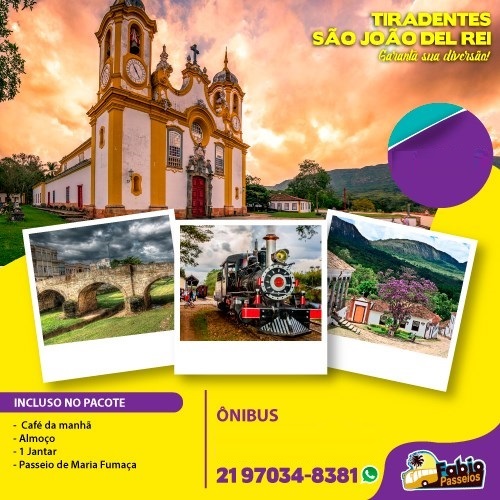 TIRADENTES
SÃO JOÃO DEL REI
Garanta sua diversão!
INCLUSO NO PACOTE
- Café da manhã
- Almoço
- 1 Jantar
- Passeio de Maria Fumaça
ÔNIBUS
21 97034-8381
Fabio
Passeios